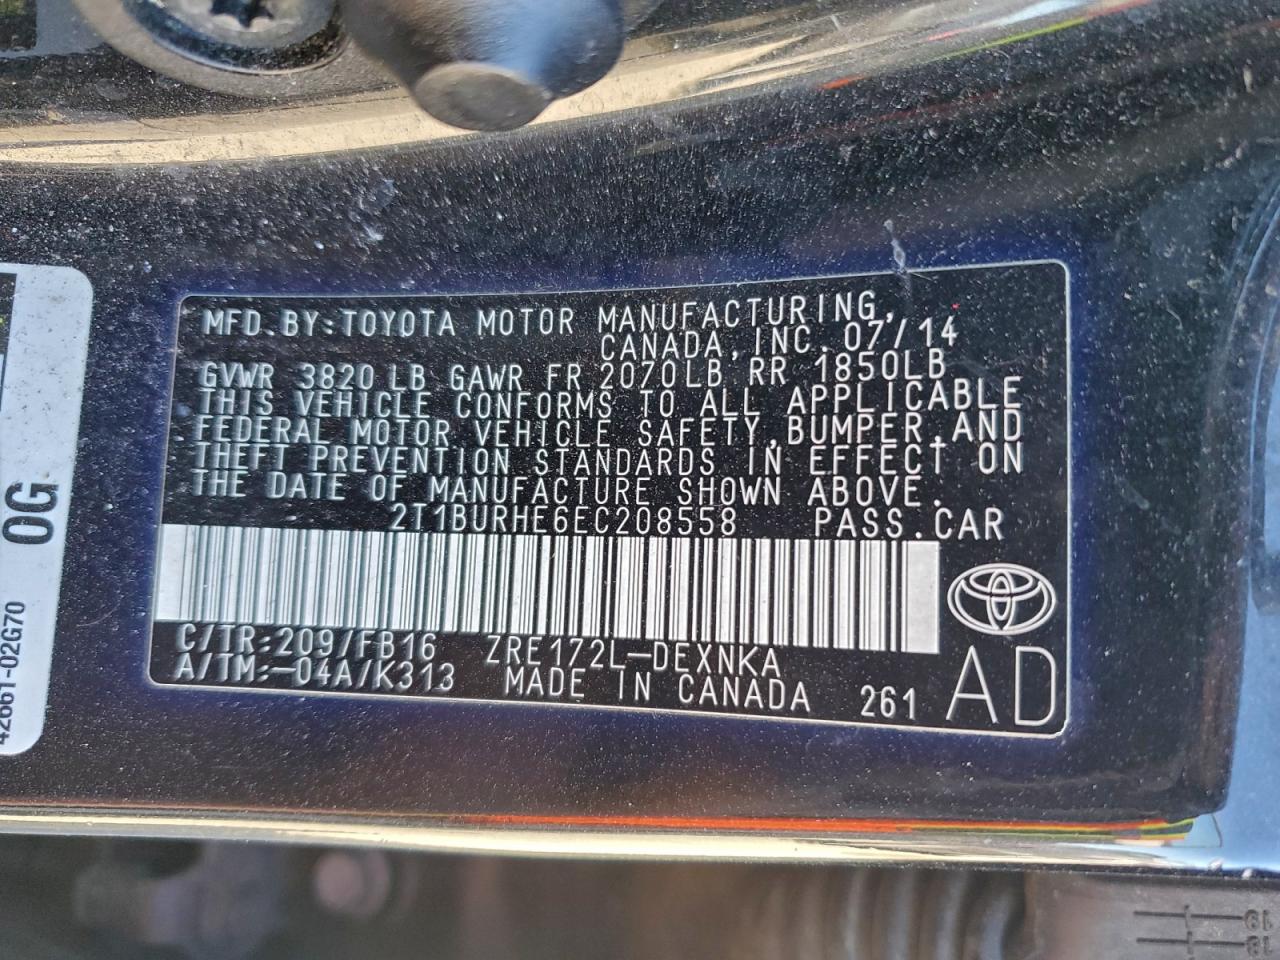 MFD.BY:TOYOTA MOTOR MANUFACTURING,
CANADA,INC.07/14
GVWR 3820 LB GAWR FR 2070LB RR 1850LB
THIS VEHICLE CONFORMS TO ALL APPLICABLE
FEDERAL MOTOR VEHICLE SAFETY,BUMPER,AND
THEFT PREVENTION STANDARDS IN EFFECT ON
THE DATE OF MANUFACTURE SHOWN ABOVE.
2T1BURHE6EC208558 PASS.CAR
C/TR:209/FB16 ZRE172L-DEXNKA
A/TM:-04A/K313 MADE IN CANADA 261
AD
0G
42661-02G70